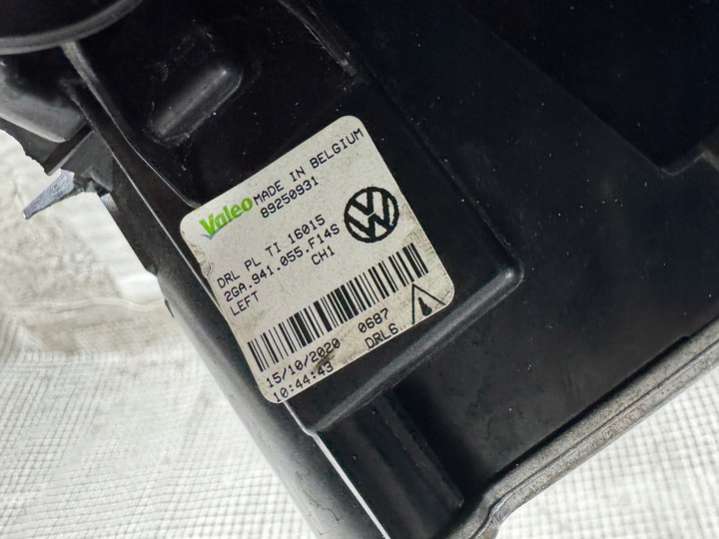 Valeo MADE IN BELGIUM
89250931
DRL PL TI 16015
2GA.941.055.F14S
LEFT CH1
15/10/2020 0687
10:44:43 DRL6